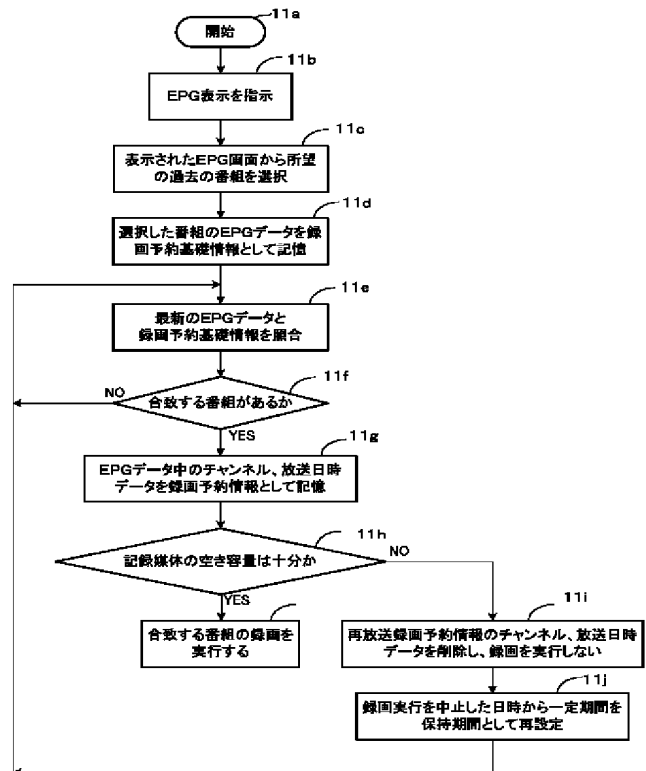 11a
開始
11b
EPG表示を指示
11c
表示されたEPG画面から所望
の過去の番組を選択
11d
選択した番組のEPGデータを録
画予約基礎情報として記憶
11e
最新のEPGデータと
録画予約基礎情報を照合
11f
合致する番組があるか
NO
YES
11g
EPGデータ中のチャンネル、放送日時
データを録画予約情報として記憶
11h
記録媒体の空き容量は十分か
NO
YES
合致する番組の録画を
実行する
11i
再放送録画予約情報のチャンネル、放送日時
データを削除し、録画を実行しない
11j
録画実行を中止した日時から一定期間を
保持期間として再設定